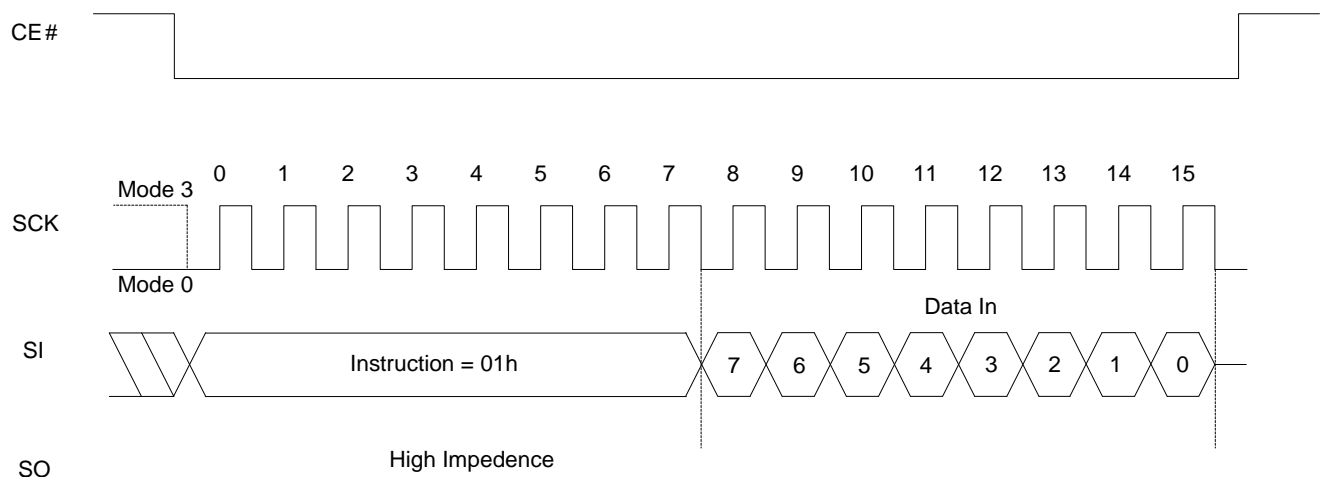 CE#
0 1 2 3 4 5 6 7 8 9 10 11 12 13 14 15
Mode 3
SCK
Mode 0
Data In
SI
Instruction = 01h
7 6 5 4 3 2 1 0
High Impedence
SO